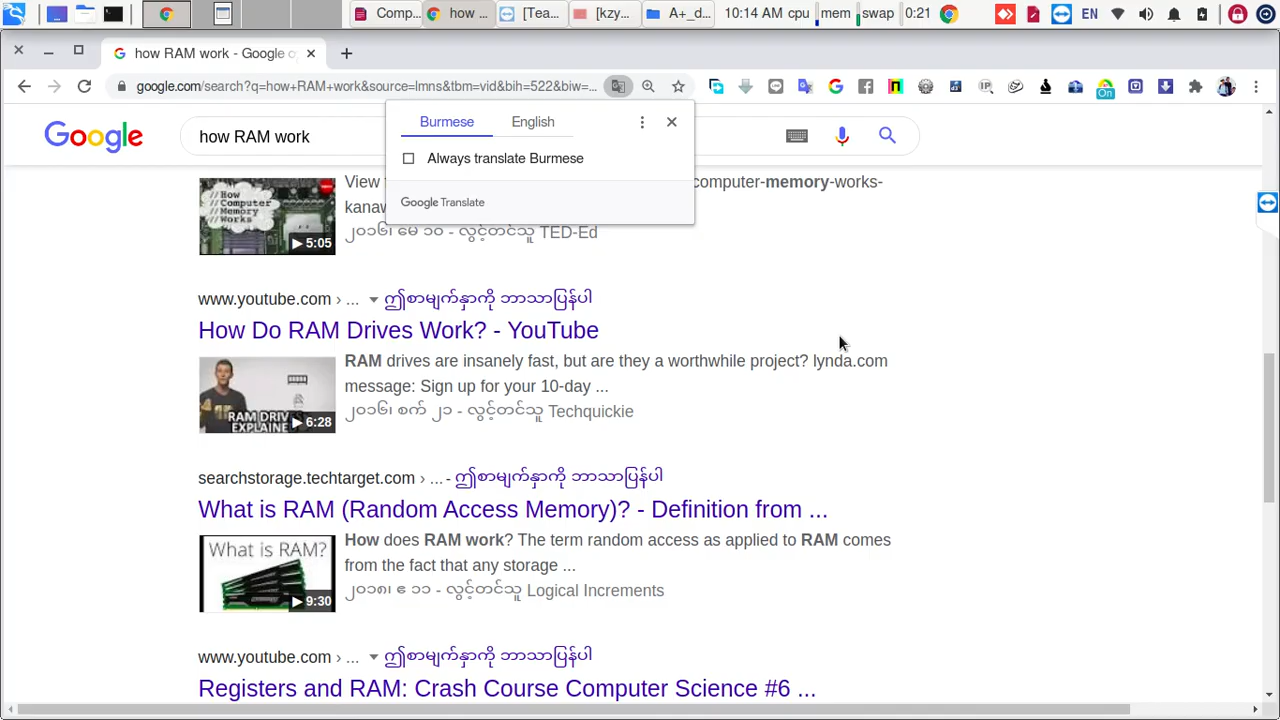 Comp...
how ...
[Tea...
[kzy...
A+_d...
10:14 AM
cpu
mem
swap
0:21
EN
how RAM work - Google
google.com/search?q=how+RAM+work&source=lmns&tbm=vid&bih=522&biw=...
On
Google
how RAM work
Burmese
English
Always translate Burmese
Google Translate
View
computer-memory-works-
kanaw
၂၀၁၆၊ မေ ၁၀ - လွှင့်တင်သူ TED-Ed
How
Computer
Memory
Works
5:05
www.youtube.com › ...
ဤစာမျက်နှာကို ဘာသာပြန်ပါ
How Do RAM Drives Work? - YouTube
RAM drives are insanely fast, but are they a worthwhile project? lynda.com
message: Sign up for your 10-day ...
၂၀၁၆၊ စက် ၂၁ - လွှင့်တင်သူ Techquickie
RAM DRIV
EXPLAINE
6:28
searchstorage.techtarget.com › ... - ဤစာမျက်နှာကို ဘာသာပြန်ပါ
What is RAM (Random Access Memory)? - Definition from ...
How does RAM work? The term random access as applied to RAM comes
from the fact that any storage ...
၂၀၁၈၊ ဧ ၁၁ - လွှင့်တင်သူ Logical Increments
What is RAM?
9:30
www.youtube.com › ...
ဤစာမျက်နှာကို ဘာသာပြန်ပါ
Registers and RAM: Crash Course Computer Science #6 ...